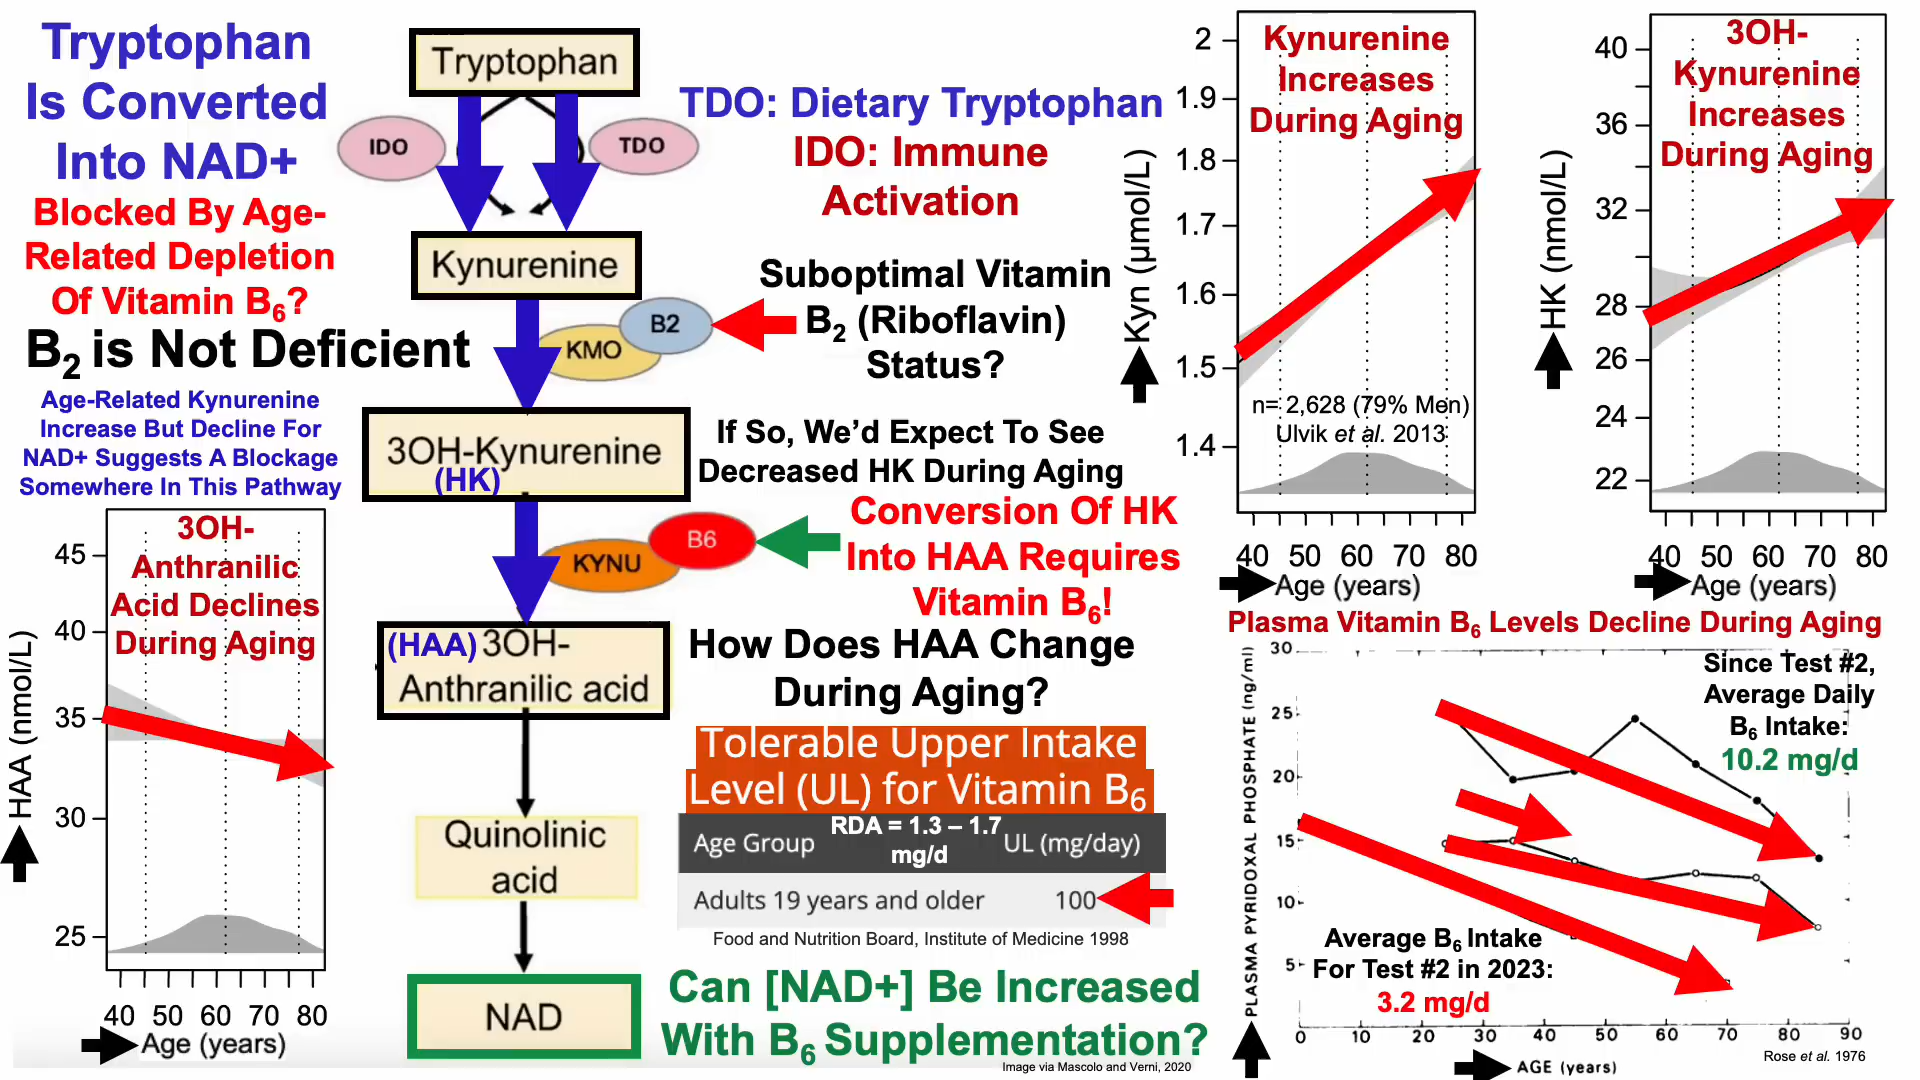 Tryptophan
Is Converted
Into NAD+
Blocked By Age-
Related Depletion
Of Vitamin B6?
B2 is Not Deficient
Age-Related Kynurenine
Increase But Decline For
NAD+ Suggests A Blockage
Somewhere In This Pathway
3OH-
Anthranilic
Acid Declines
During Aging
HAA (nmol/L)
45
40
35
30
25
40 50 60 70 80
Age (years)
Tryptophan
IDO
TDO
Kynurenine
B2
KMO
3OH-Kynurenine
(HK)
B6
KYNU
(HAA) 3OH-
Anthranilic acid
Quinolinic
acid
NAD
TDO: Dietary Tryptophan
IDO: Immune
Activation
Suboptimal Vitamin
B2 (Riboflavin)
Status?
If So, We'd Expect To See
Decreased HK During Aging
Conversion Of HK
Into HAA Requires
Vitamin B6!
How Does HAA Change
During Aging?
Tolerable Upper Intake
Level (UL) for Vitamin B6
Age Group
RDA = 1.3 – 1.7
mg/d
UL (mg/day)
Adults 19 years and older 100
Food and Nutrition Board, Institute of Medicine 1998
Can [NAD+] Be Increased
With B6 Supplementation?
Image via Mascolo and Verni, 2020
Kynurenine
Increases
During Aging
Kyn (µmol/L)
2
1.9
1.8
1.7
1.6
1.5
1.4
n= 2,628 (79% Men)
Ulvik et al. 2013
40 50 60 70 80
Age (years)
3OH-
Kynurenine
Increases
During Aging
HK (nmol/L)
40
36
32
28
26
24
22
40 50 60 70 80
Age (years)
Plasma Vitamin B6 Levels Decline During Aging
PLASMA PYRIDOXAL PHOSPHATE (ng/ml)
30
25
20
15
10
5
Since Test #2,
Average Daily
B6 Intake:
10.2 mg/d
Average B6 Intake
For Test #2 in 2023:
3.2 mg/d
0 10 20 30 40 50 60 70 80 90
AGE (years)
Rose et al. 1976